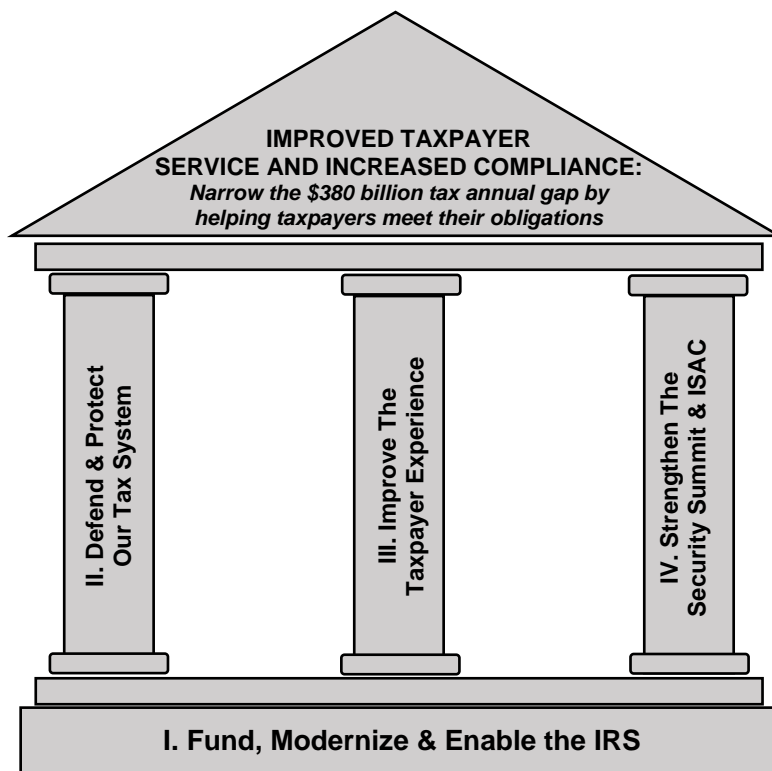 IMPROVED TAXPAYER
SERVICE AND INCREASED COMPLIANCE:
Narrow the $380 billion tax annual gap by
helping taxpayers meet their obligations
II. Defend & Protect
Our Tax System
III. Improve The
Taxpayer Experience
IV. Strengthen The
Security Summit & ISAC
I. Fund, Modernize & Enable the IRS